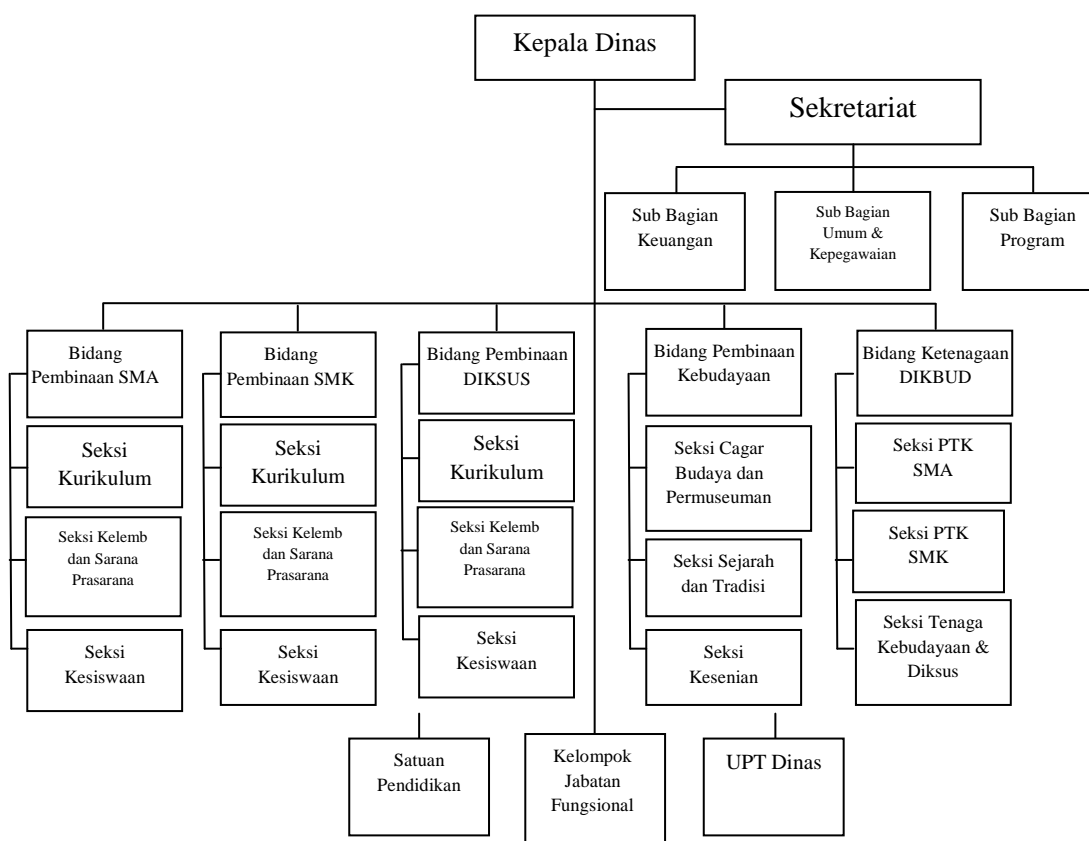 Kepala Dinas
Sekretariat
Sub Bagian
Keuangan
Sub Bagian
Umum &
Kepegawaian
Sub Bagian
Program
Bidang
Pembinaan SMA
Bidang
Pembinaan SMK
Bidang Pembinaan
DIKSUS
Bidang Pembinaan
Kebudayaan
Bidang Ketenagaan
DIKBUD
Seksi
Kurikulum
Seksi
Kurikulum
Seksi
Kurikulum
Seksi Cagar
Budaya dan
Permuseuman
Seksi PTK
SMA
Seksi Kelemb
dan Sarana
Prasarana
Seksi Kelemb
dan Sarana
Prasarana
Seksi Kelemb
dan Sarana
Prasarana
Seksi Sejarah
dan Tradisi
Seksi PTK
SMK
Seksi
Kesiswaan
Seksi
Kesiswaan
Seksi
Kesiswaan
Seksi
Kesenian
Seksi Tenaga
Kebudayaan &
Diksus
Satuan
Pendidikan
Kelompok
Jabatan
Fungsional
UPT Dinas